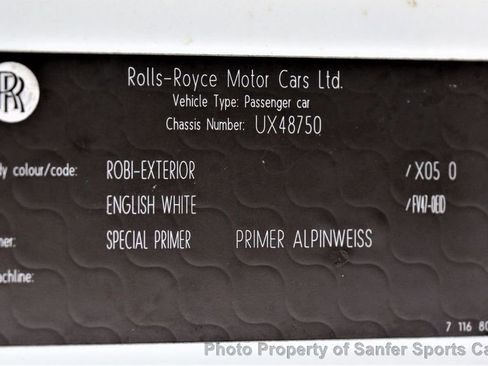 RR
Rolls-Royce Motor Cars Ltd.
Vehicle Type: Passenger car
Chassis Number: UX48750
dy colour/code: ROBI-EXTERIOR /X05 0
ENGLISH WHITE
mer: SPECIAL PRIMER PRIMER ALPINWEISS
achline:
7 116 80
Photo Property of Sanfer Sports Ca